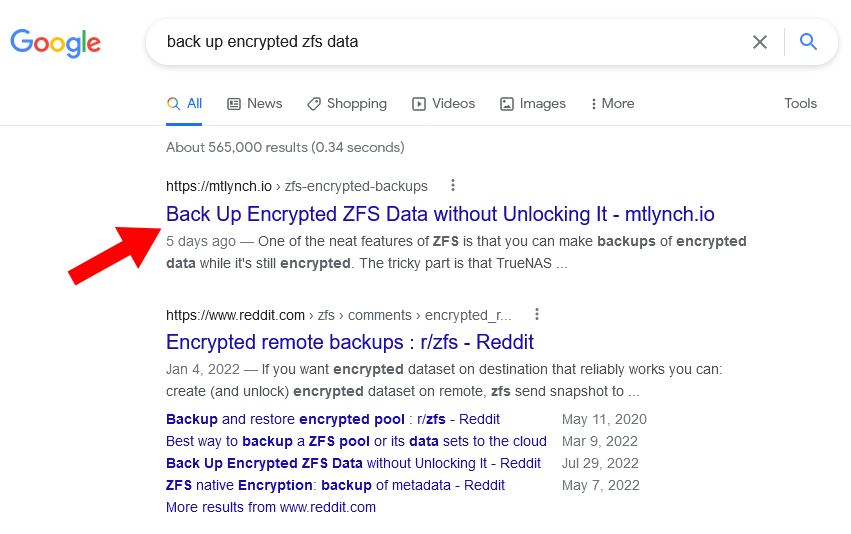 Google
back up encrypted zfs data
All News Shopping Videos Images More Tools
About 565,000 results (0.34 seconds)
https://mtlynch.io › zfs-encrypted-backups
Back Up Encrypted ZFS Data without Unlocking It - mtlynch.io
5 days ago — One of the neat features of ZFS is that you can make backups of encrypted
data while it's still encrypted. The tricky part is that TrueNAS ...
https://www.reddit.com › zfs › comments › encrypted_r...
Encrypted remote backups : r/zfs - Reddit
Jan 4, 2022 — If you want encrypted dataset on destination that reliably works you can:
create (and unlock) encrypted dataset on remote, zfs send snapshot to ...
Backup and restore encrypted pool : r/zfs - Reddit May 11, 2020
Best way to backup a ZFS pool or its data sets to the cloud Mar 9, 2022
Back Up Encrypted ZFS Data without Unlocking It - Reddit Jul 29, 2022
ZFS native Encryption: backup of metadata - Reddit May 7, 2022
More results from www.reddit.com